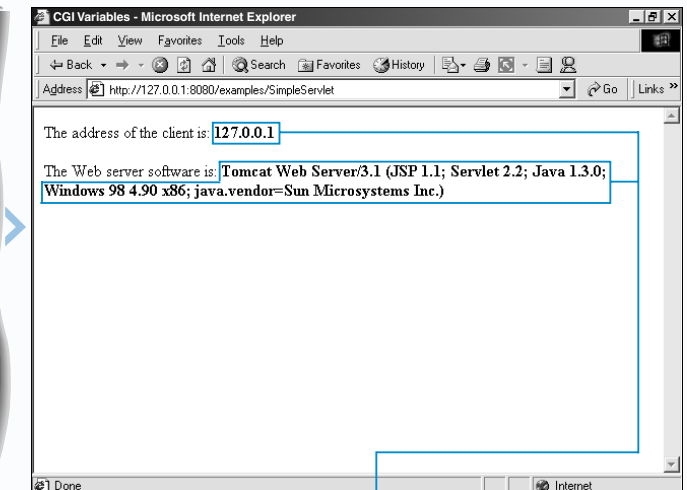 CGI Variables - Microsoft Internet Explorer
File Edit View Favorites Tools Help
Back Search Favorites History
Address http://127.0.0.1:8080/examples/SimpleServlet Go Links »
The address of the client is: 127.0.0.1
The Web server software is: Tomcat Web Server/3.1 (JSP 1.1; Servlet 2.2; Java 1.3.0;
Windows 98 4.90 x86; java.vendor=Sun Microsystems Inc.)
Done Internet